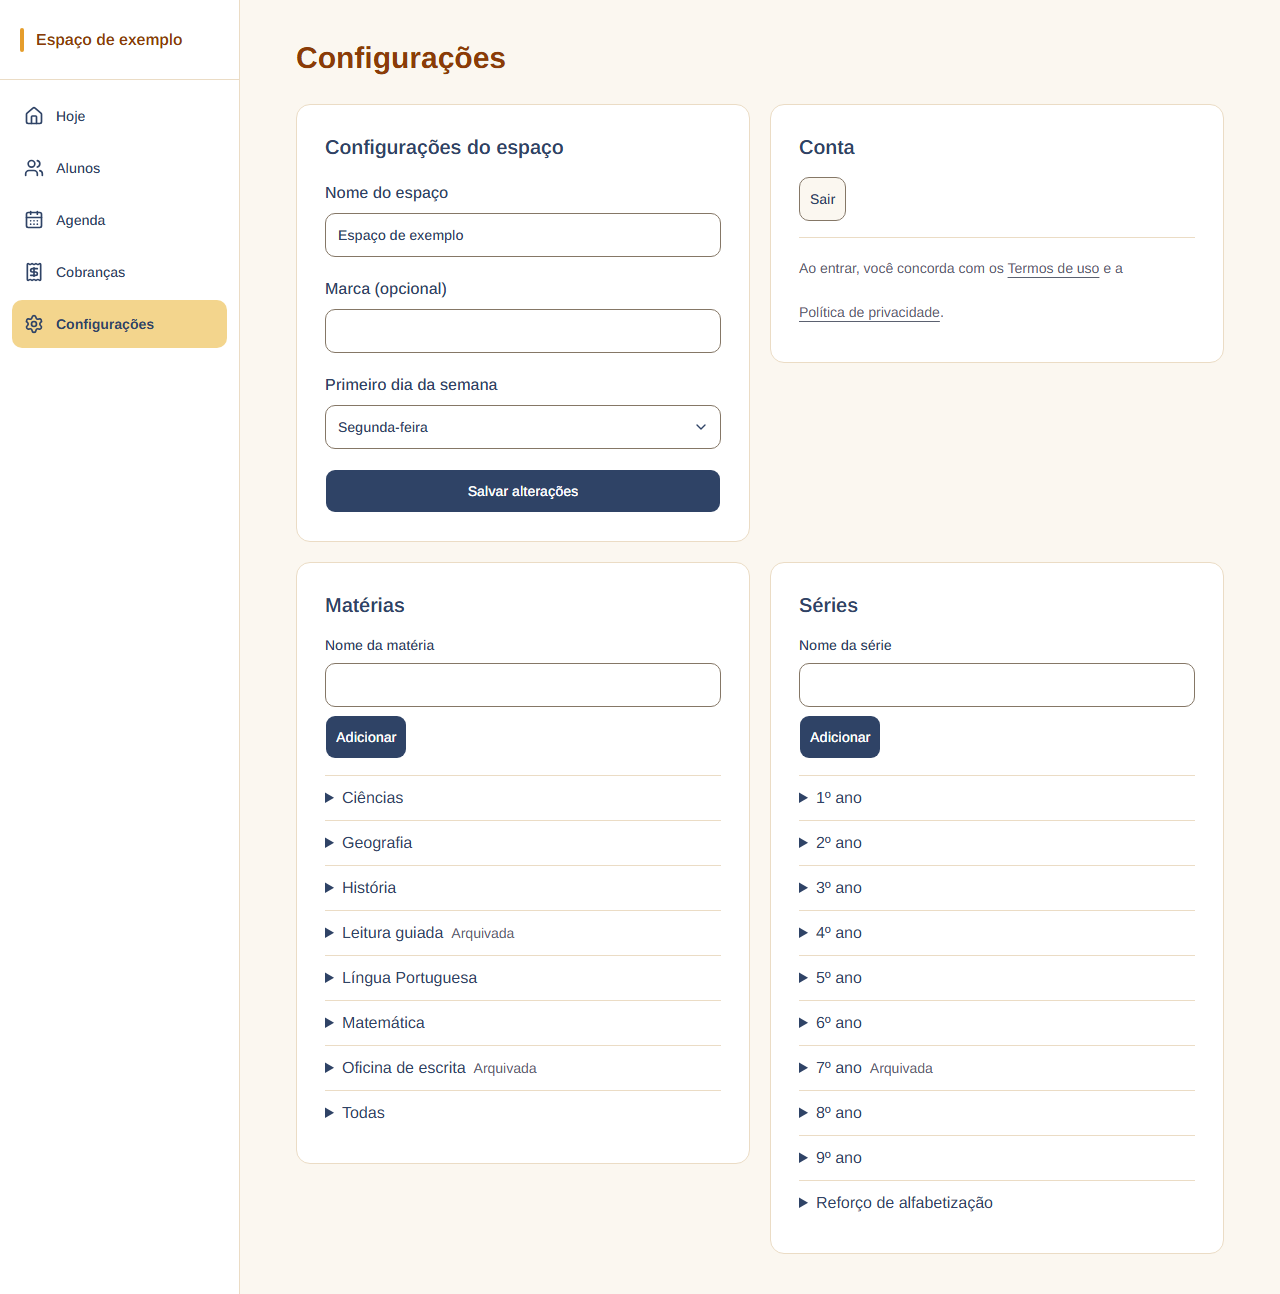 Espaço de exemplo
Hoje
Alunos
Agenda
Cobranças
Configurações
Configurações
Configurações do espaço
Nome do espaço
Espaço de exemplo
Marca (opcional)
Primeiro dia da semana
Segunda-feira
Salvar alterações
Conta
Sair
Ao entrar, você concorda com os Termos de uso e a
Política de privacidade.
Matérias
Nome da matéria
Adicionar
Ciências
Geografia
História
Leitura guiada Arquivada
Língua Portuguesa
Matemática
Oficina de escrita Arquivada
Todas
Séries
Nome da série
Adicionar
1º ano
2º ano
3º ano
4º ano
5º ano
6º ano
7º ano Arquivada
8º ano
9º ano
Reforço de alfabetização